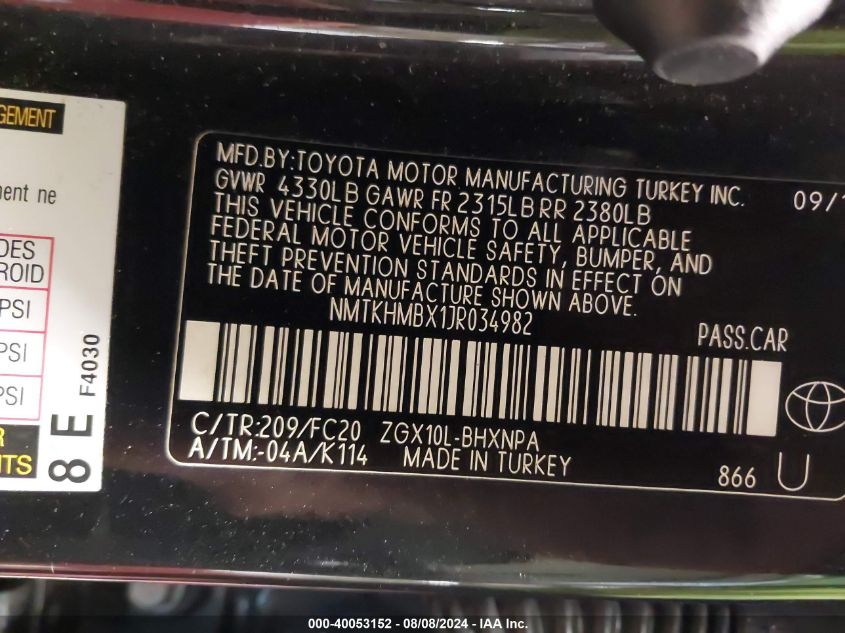 GEMENT
ment ne
DES
ROID
PSI
PSI
PSI
R
NTS
8 E F4030
MFD.BY:TOYOTA MOTOR MANUFACTURING TURKEY INC. 09/1
GVWR 4330LB GAWR FR 2315LB RR 2380LB
THIS VEHICLE CONFORMS TO ALL APPLICABLE
FEDERAL MOTOR VEHICLE SAFETY, BUMPER, AND
THEFT PREVENTION STANDARDS IN EFFECT ON
THE DATE OF MANUFACTURE SHOWN ABOVE.
NMTKHMBX1JR034982
PASS.CAR
C/TR:209/FC20 ZGX10L-BHXNPA
A/TM:-04A/K114 MADE IN TURKEY
866 U
000-40053152 - 08/08/2024 - IAA Inc.